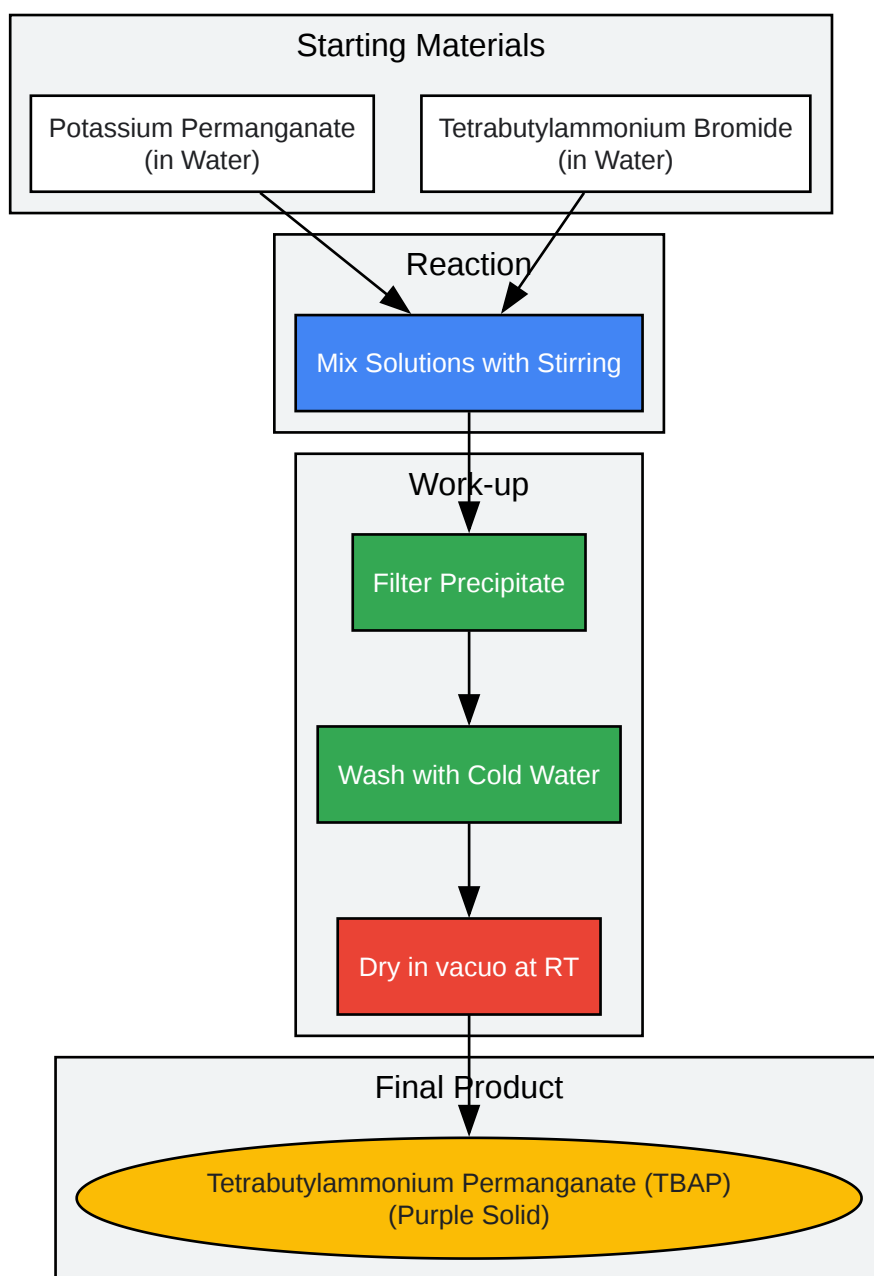 Starting Materials
Potassium Permanganate
(in Water)
Tetrabutylammonium Bromide
(in Water)
Reaction
Mix Solutions with Stirring
Work-up
Filter Precipitate
Wash with Cold Water
Dry in vacuo at RT
Final Product
Tetrabutylammonium Permanganate (TBAP)
(Purple Solid)